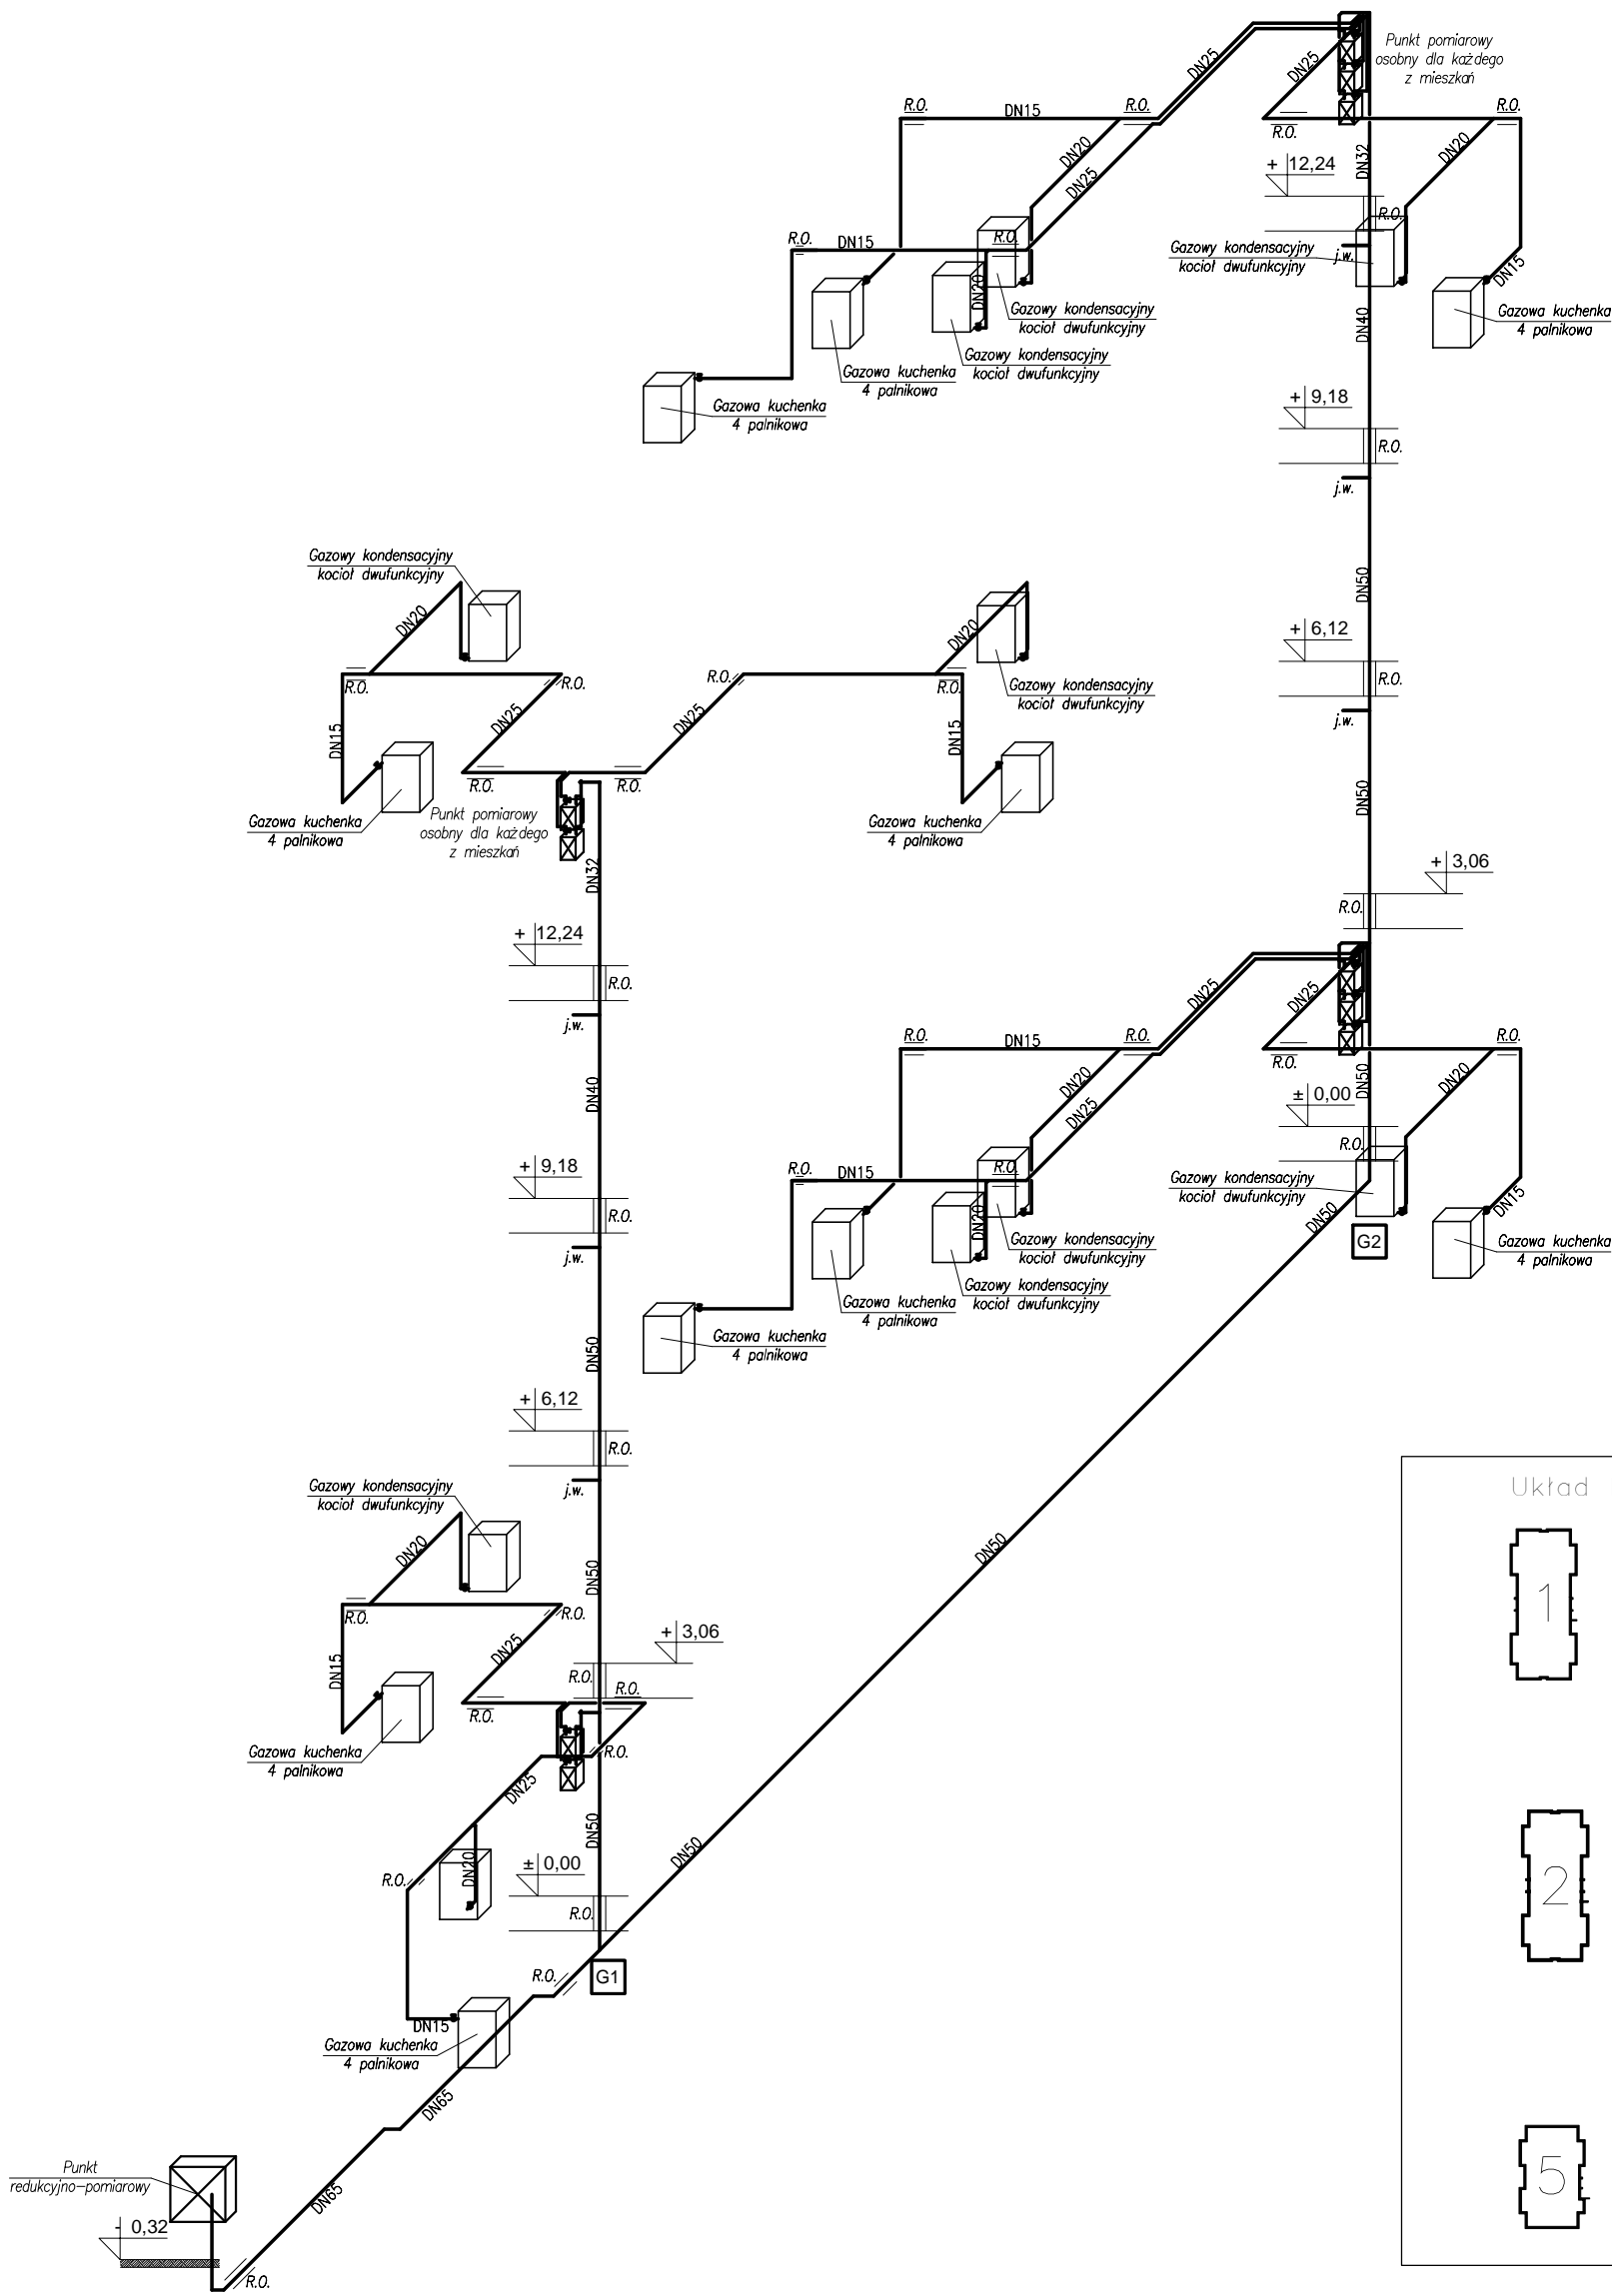 Punkt pomiarowy
osobny dla każdego
z mieszkań
DN25
DN25
R.O.
DN15
R.O.
R.O.
R.O.
DN20
DN25
DN32
DN20
+ 12,24
R.O.
R.O.
DN15
R.O.
j.w.
Gazowy kondensacyjny
kocioł dwufunkcyjny
DN15
DN20
Gazowy kondensacyjny
kocioł dwufunkcyjny
Gazowa kuchenka
4 palnikowa
DN40
Gazowy kondensacyjny
kocioł dwufunkcyjny
Gazowa kuchenka
4 palnikowa
Gazowa kuchenka
4 palnikowa
+ 9,18
R.O.
j.w.
Gazowy kondensacyjny
kocioł dwufunkcyjny
DN50
DN20
DN20
+ 6,12
R.O.
R.O.
R.O.
R.O.
R.O.
Gazowy kondensacyjny
kocioł dwufunkcyjny
DN25
DN25
j.w.
DN15
DN15
R.O.
R.O.
DN50
Gazowa kuchenka
4 palnikowa
Punkt pomiarowy
osobny dla każdego
z mieszkań
Gazowa kuchenka
4 palnikowa
DN32
+ 3,06
R.O.
+ 12,24
R.O.
j.w.
DN25
DN25
R.O.
DN15
R.O.
R.O.
R.O.
DN20
DN25
DN50
DN20
DN40
± 0,00
R.O.
+ 9,18
R.O.
R.O.
DN15
R.O.
Gazowy kondensacyjny
kocioł dwufunkcyjny
DN15
DN20
DN50
G2
j.w.
Gazowy kondensacyjny
kocioł dwufunkcyjny
Gazowa kuchenka
4 palnikowa
Gazowy kondensacyjny
kocioł dwufunkcyjny
Gazowa kuchenka
4 palnikowa
Gazowa kuchenka
4 palnikowa
DN50
+ 6,12
R.O.
j.w.
Gazowy kondensacyjny
kocioł dwufunkcyjny
Układ
DN20
DN50
DN50
1
R.O.
R.O.
DN25
+ 3,06
DN15
R.O.
R.O.
R.O.
R.O.
Gazowa kuchenka
4 palnikowa
DN25
DN50
DN50
DN20
± 0,00
R.O.
R.O.
2
R.O.
G1
DN15
Gazowa kuchenka
4 palnikowa
DN65
Punkt
redukcyjno-pomiarowy
DN65
5
- 0,32
R.O.